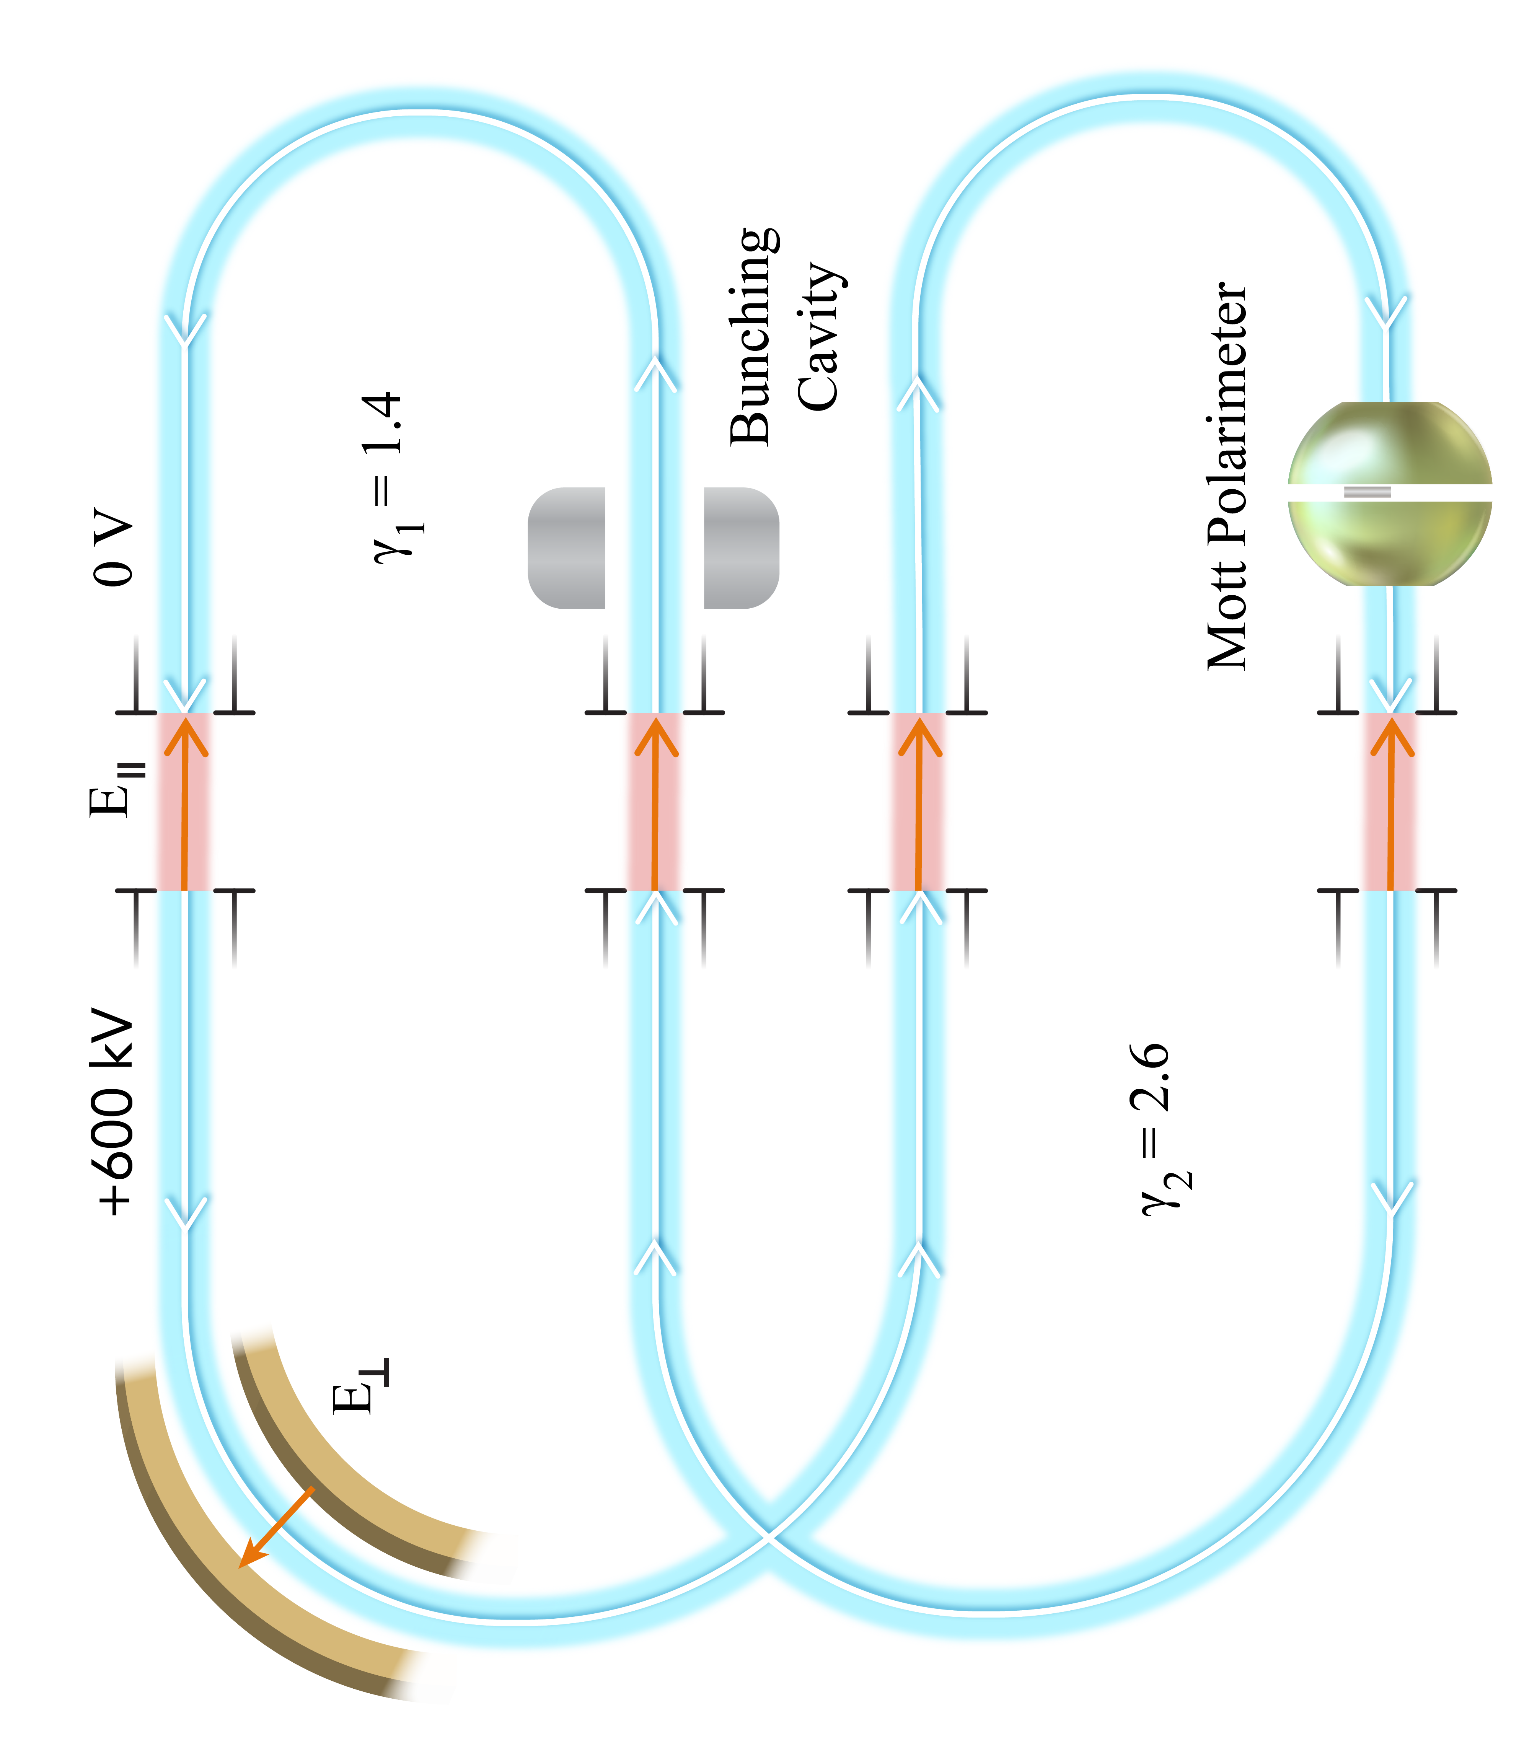 +600 kV
E∥
0 V
γ₁ = 1.4
E⊥
Bunching
Cavity
γ₂ = 2.6
Mott Polarimeter